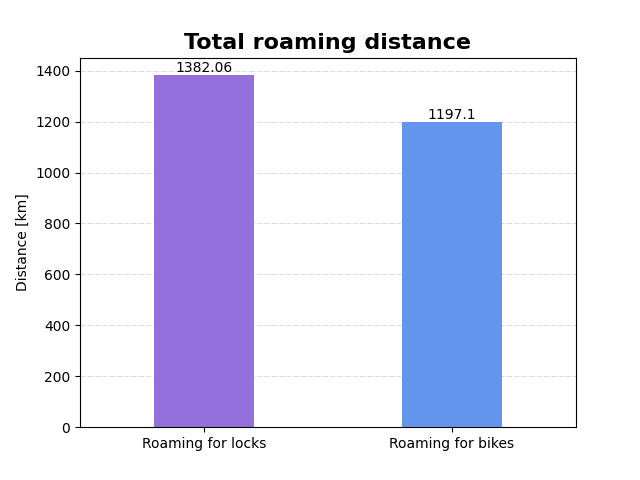 Total roaming distance
1382.06
1197.1
1400
1200
1000
800
600
400
200
0
Distance [km]
Roaming for locks
Roaming for bikes